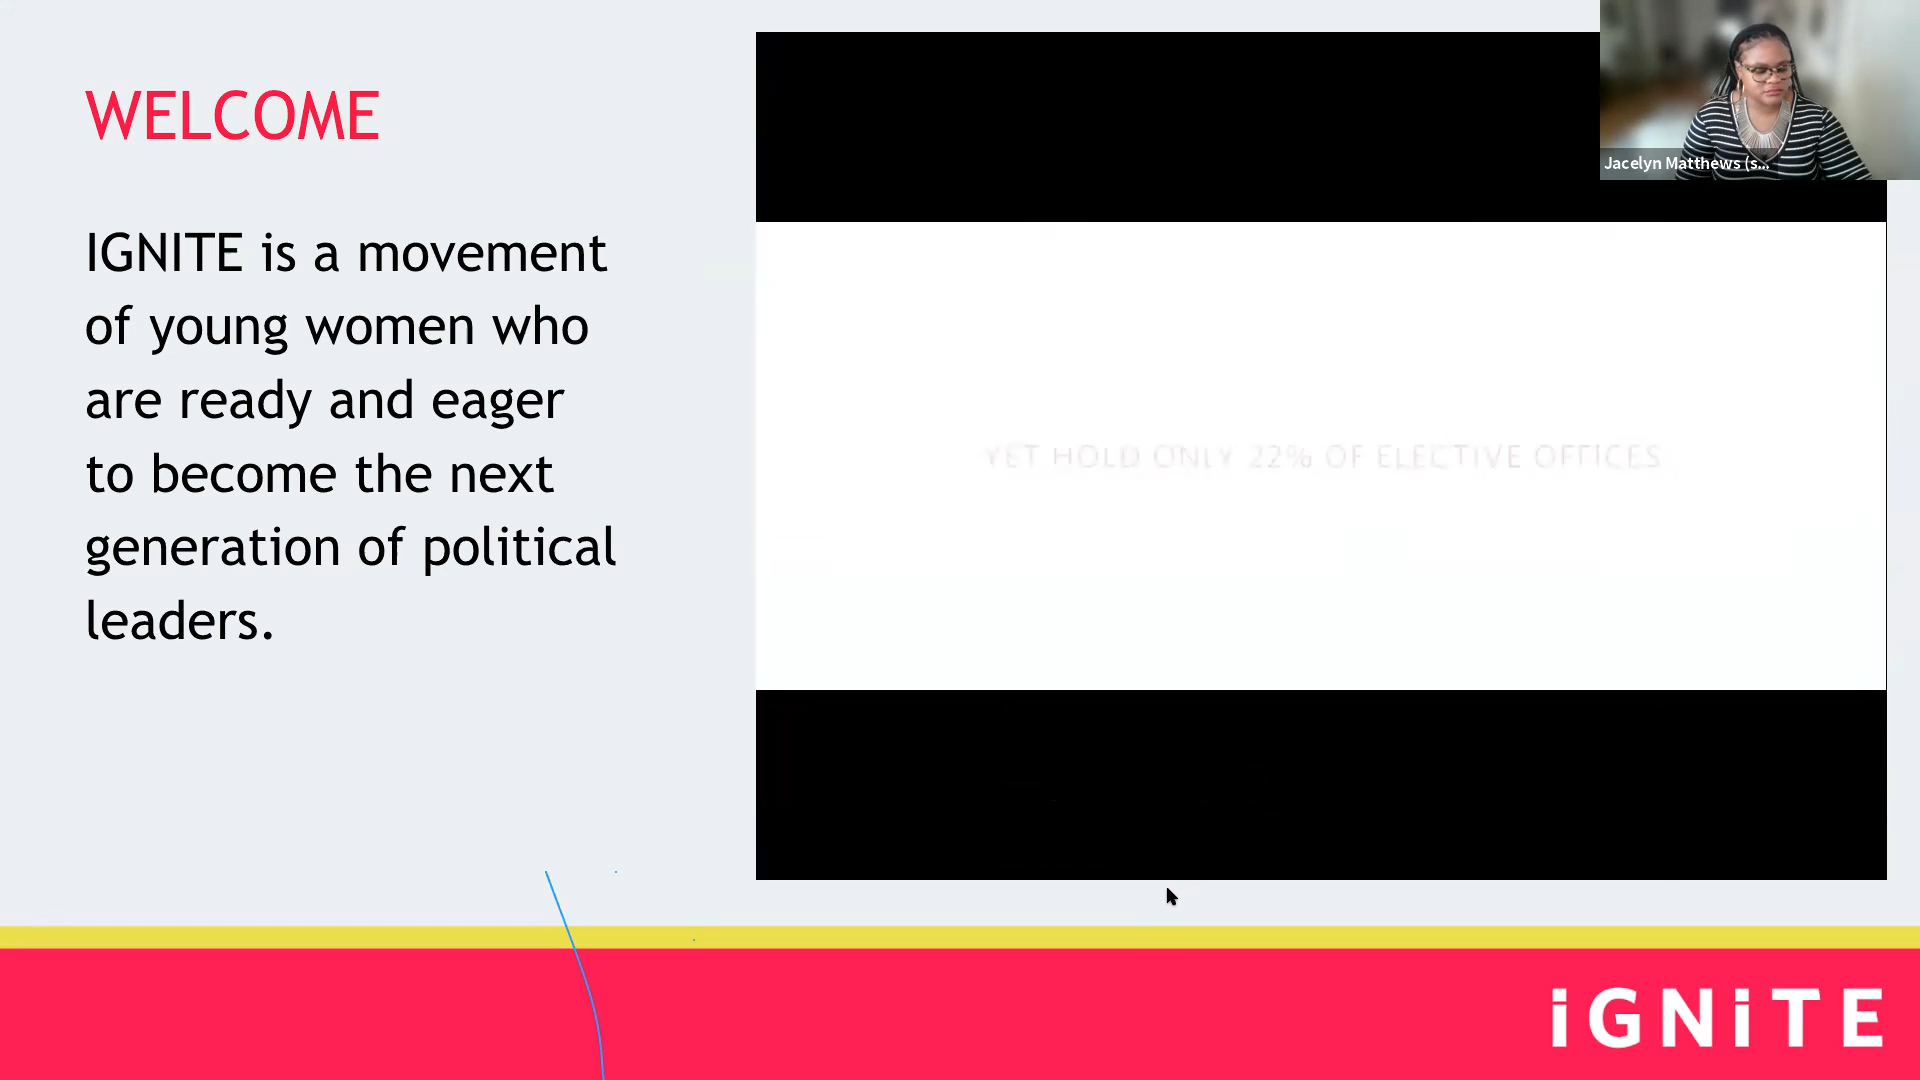 WELCOME
IGNITE is a movement
of young women who
are ready and eager
to become the next
generation of political
leaders.
YET HOLD ONLY 22% OF ELECTIVE OFFICES
Jacelyn Matthews (s...
iGNiTE